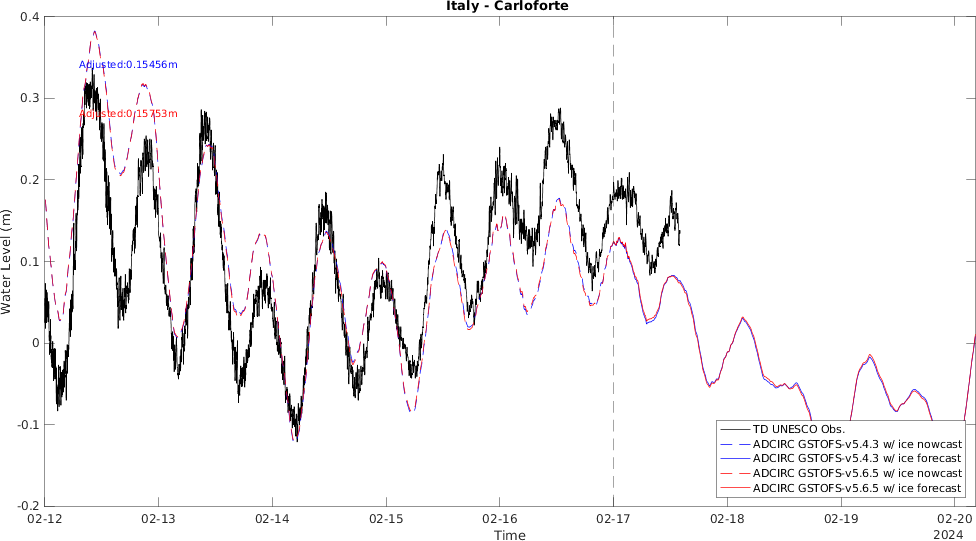 Italy - Carloforte
0.4
0.3
0.2
0.1
0
-0.1
-0.2
Water Level (m)
Adjusted:0.15456m
Adjusted:0.15753m
TD UNESCO Obs.
ADCIRC GSTOFS-v5.4.3 w/ ice nowcast
ADCIRC GSTOFS-v5.4.3 w/ ice forecast
ADCIRC GSTOFS-v5.6.5 w/ ice nowcast
ADCIRC GSTOFS-v5.6.5 w/ ice forecast
02-12 02-13 02-14 02-15 02-16 02-17 02-18 02-19 02-20
Time
2024